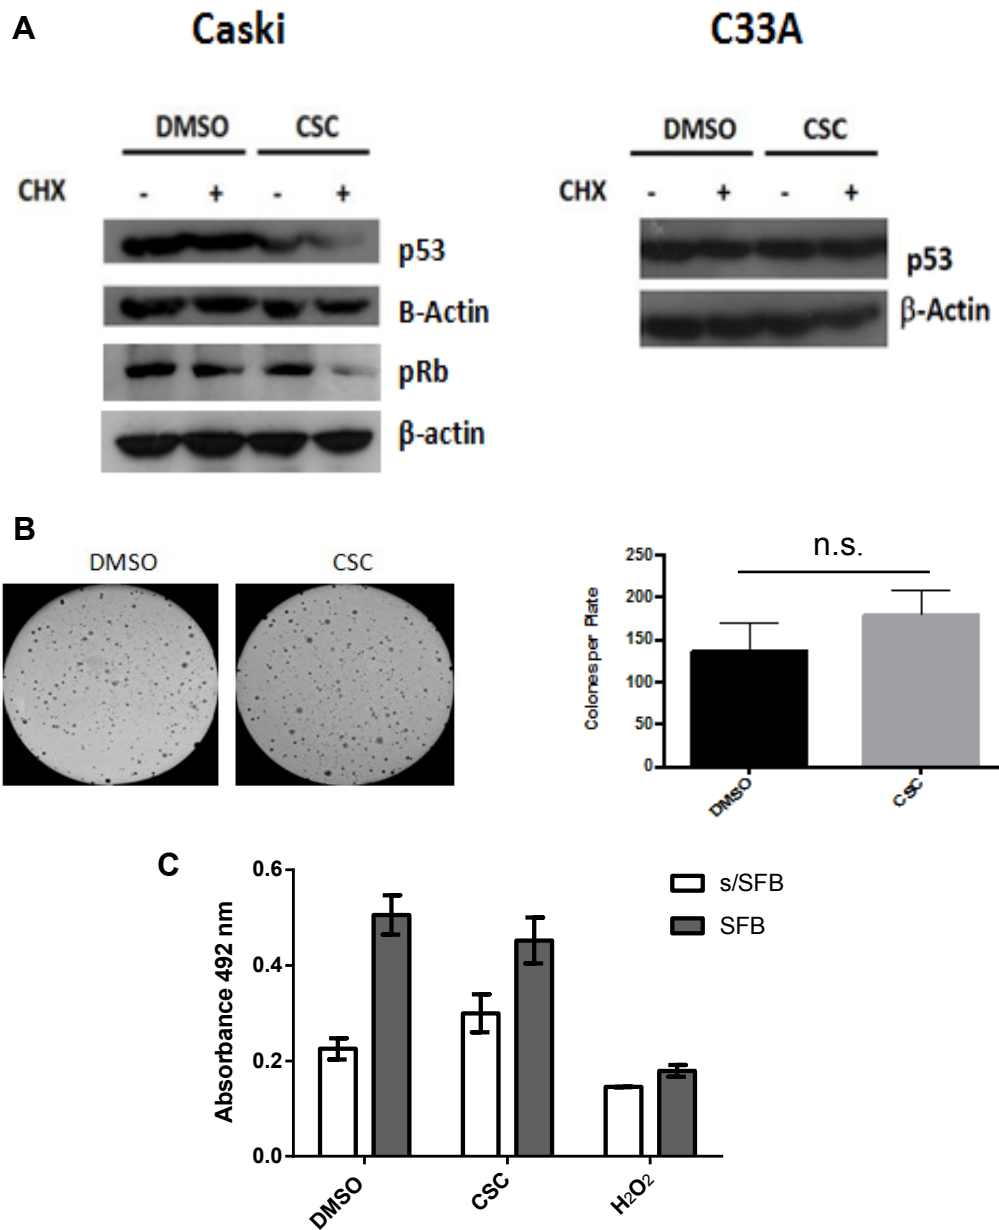 A
Caski
C33A
DMSO CSC
DMSO CSC
CHX - + - +
CHX - + - +
p53
B-Actin
pRb
β-actin
p53
β-Actin
B
DMSO
CSC
n.s.
Colones per Plate
250
200
150
100
50
0
DMSO
CSC
C
Absorbance 492 nm
0.6
0.4
0.2
0.0
DMSO
CSC
H2O2
s/SFB
SFB